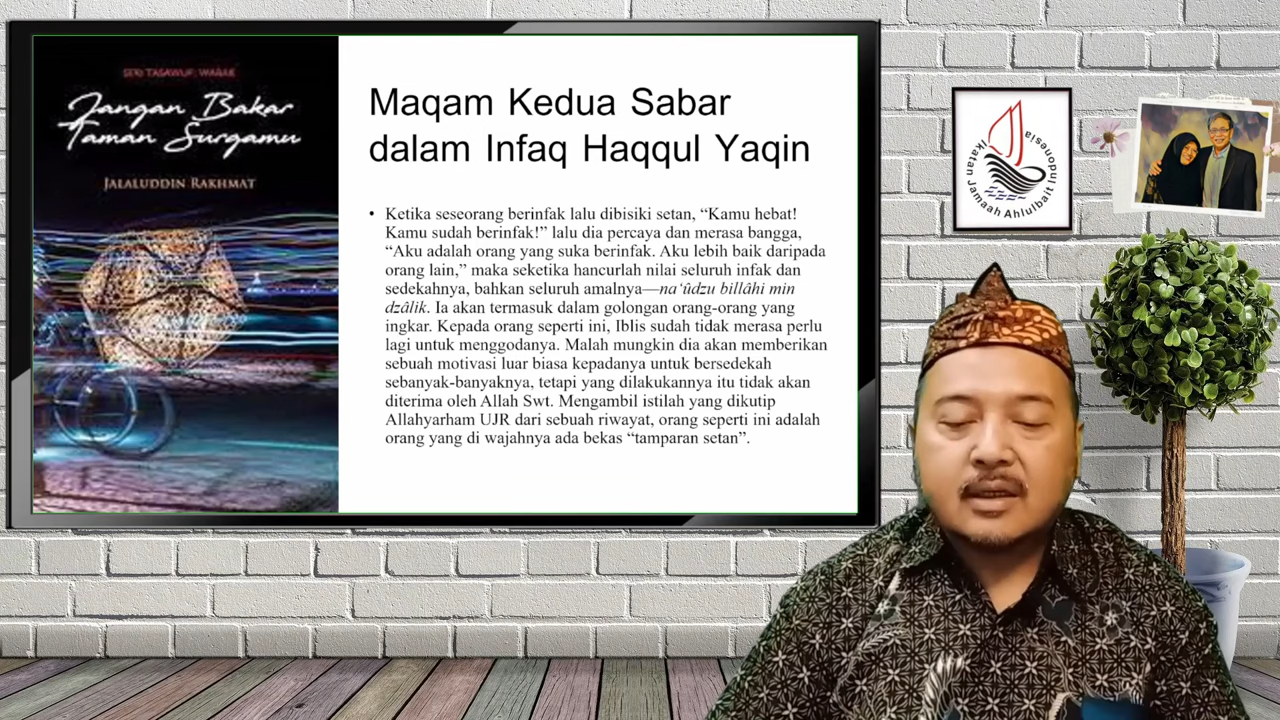 SERI TASAWUF: WARAK
Jangan Bakar
Taman Surgamu
JALALUDDIN RAKHMAT
Maqam Kedua Sabar
dalam Infaq Haqqul Yaqin
• Ketika seseorang berinfak lalu dibisiki setan, “Kamu hebat!
Kamu sudah berinfak!” lalu dia percaya dan merasa bangga,
“Aku adalah orang yang suka berinfak. Aku lebih baik daripada
orang lain,” maka seketika hancurlah nilai seluruh infak dan
sedekahnya, bahkan seluruh amalnya—na‘ûdzu billâhi min
dzâlik. Ia akan termasuk dalam golongan orang-orang yang
ingkar. Kepada orang seperti ini, Iblis sudah tidak merasa perlu
lagi untuk menggodanya. Malah mungkin dia akan memberikan
sebuah motivasi luar biasa kepadanya untuk bersedekah
sebanyak-banyaknya, tetapi yang dilakukannya itu tidak akan
diterima oleh Allah Swt. Mengambil istilah yang dikutip
Allahyarham UJR dari sebuah riwayat, orang seperti ini adalah
orang yang di wajahnya ada bekas “tamparan setan”.
Ikatan Jamaah Ahlulbait Indonesia